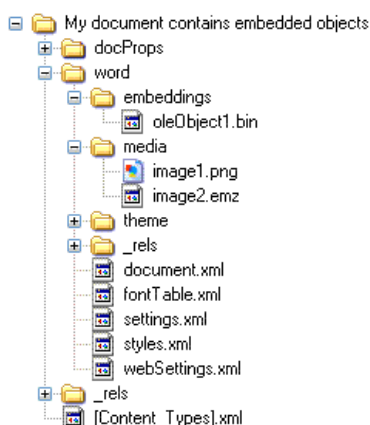 My document contains embedded objects
docProps
word
embeddings
oleObject1.bin
media
image1.png
image2.emz
theme
_rels
document.xml
fontTable.xml
settings.xml
styles.xml
webSettings.xml
_rels
[Content_Types].xml